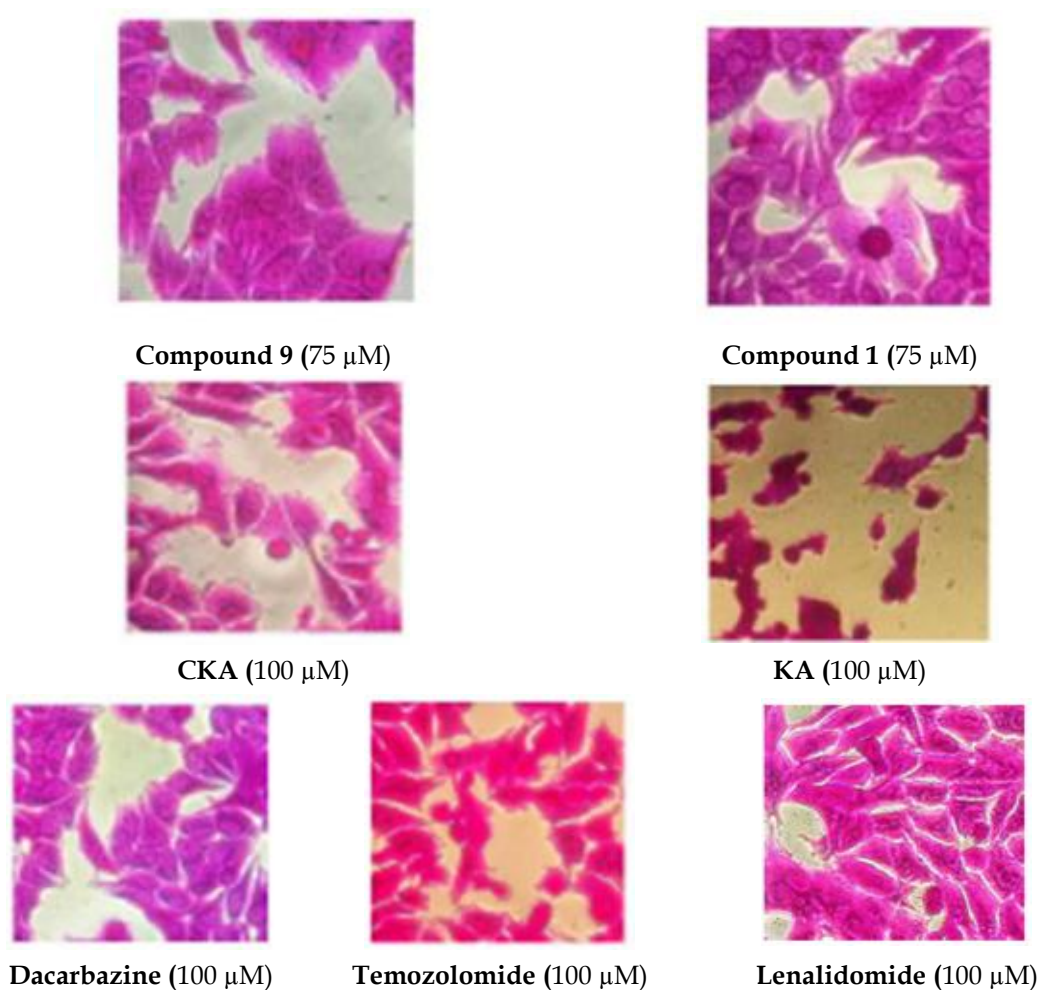 Compound 9 (75 μM)
Compound 1 (75 μM)
CKA (100 μM)
KA (100 μM)
Dacarbazine (100 μM)
Temozolomide (100 μM)
Lenalidomide (100 μM)